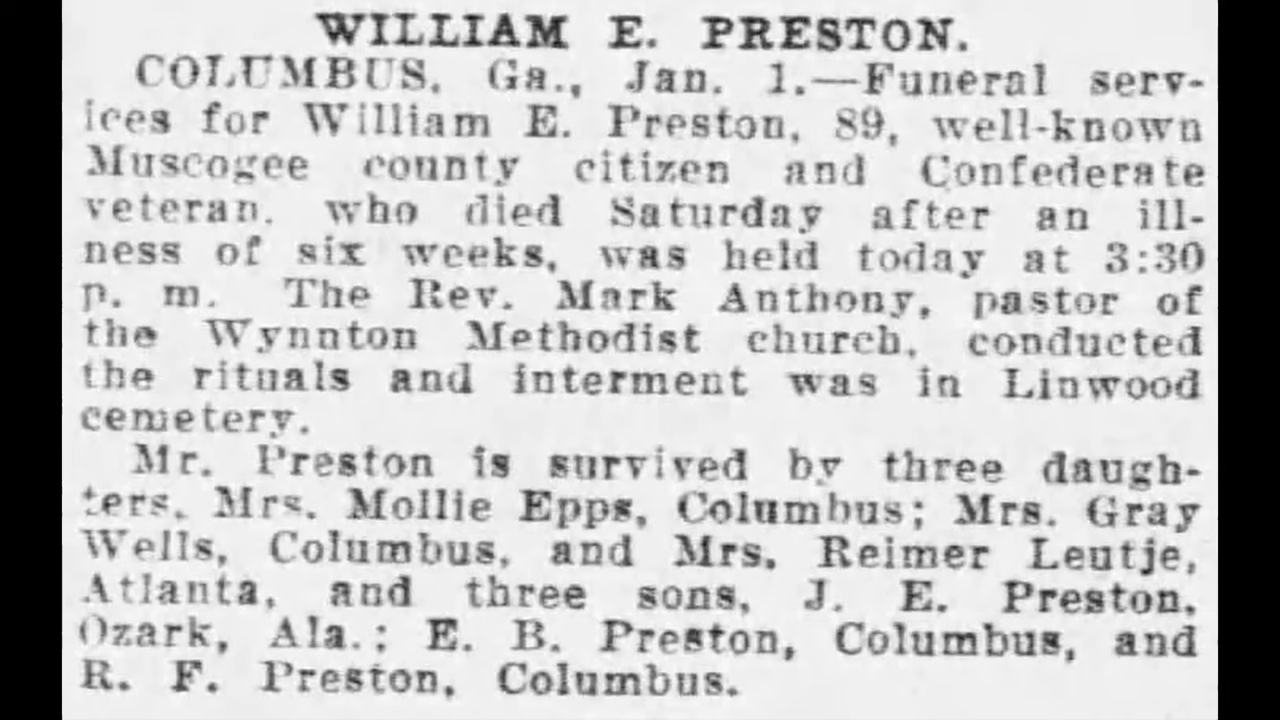 WILLIAM E. PRESTON.
COLUMBUS, Ga., Jan. 1.—Funeral serv-
ices for William E. Preston, 89, well-known
Muscogee county citizen and Confederate
veteran, who died Saturday after an ill-
ness of six weeks, was held today at 3:30
p. m. The Rev. Mark Anthony, pastor of
the Wynnton Methodist church, conducted
the rituals and interment was in Linwood
cemetery.
Mr. Preston is survived by three daugh-
ters, Mrs. Mollie Epps, Columbus; Mrs. Gray
Wells, Columbus, and Mrs. Reimer Leutje,
Atlanta, and three sons, J. E. Preston,
Ozark, Ala.; E. B. Preston, Columbus, and
R. F. Preston, Columbus.